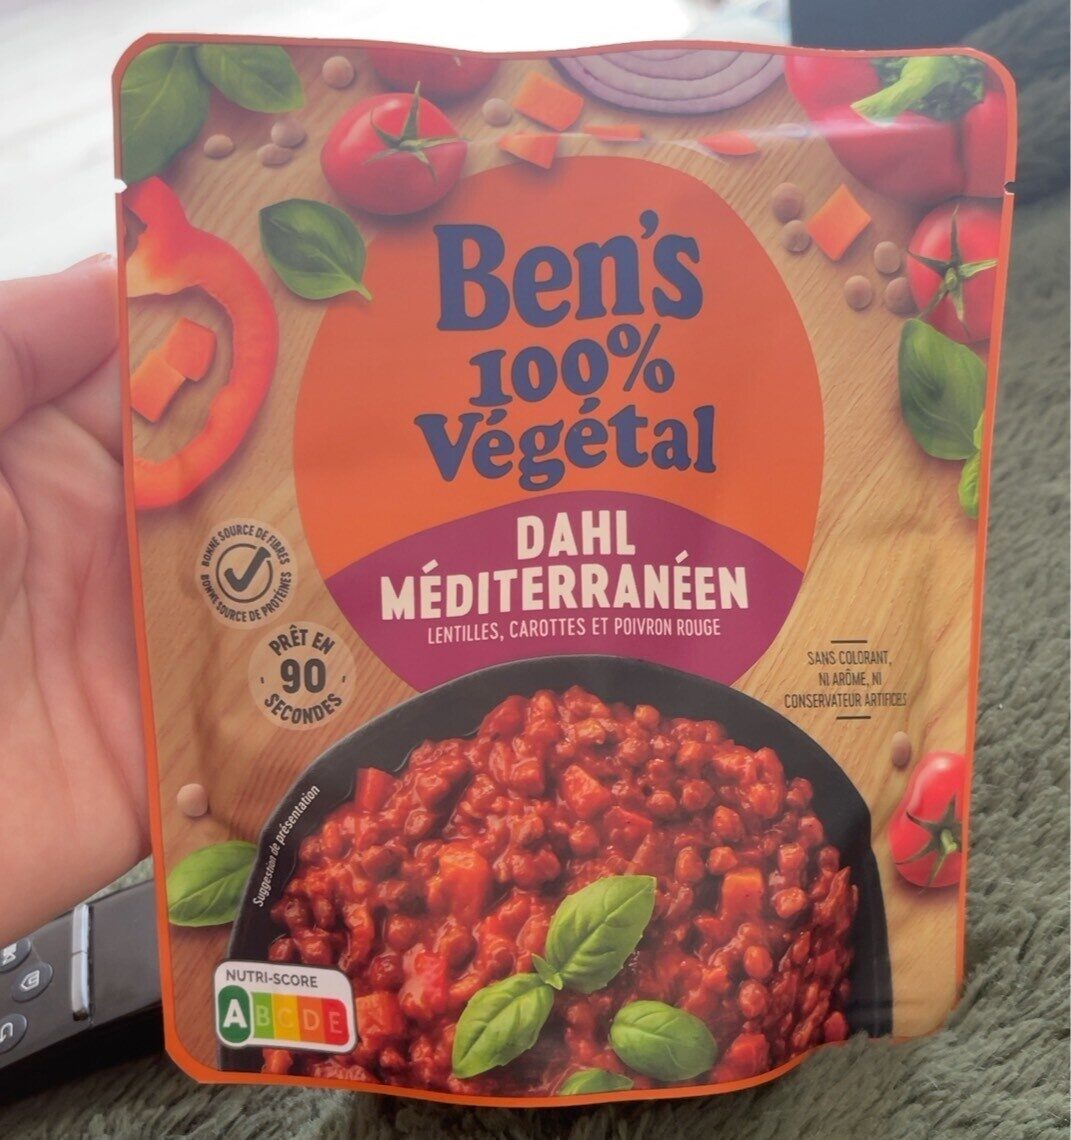 Ben's
100%
Végétal
DAHL
MÉDITERRANÉEN
LENTILLES, CAROTTES ET POIVRON ROUGE
BONNE SOURCE DE FIBRES
BONNE SOURCE DE PROTÉINES
PRÊT EN
90
SECONDES
SANS COLORANT,
NI ARÔME, NI
CONSERVATEUR ARTIFICIELS
Suggestion de présentation
NUTRI-SCORE
A B C D E